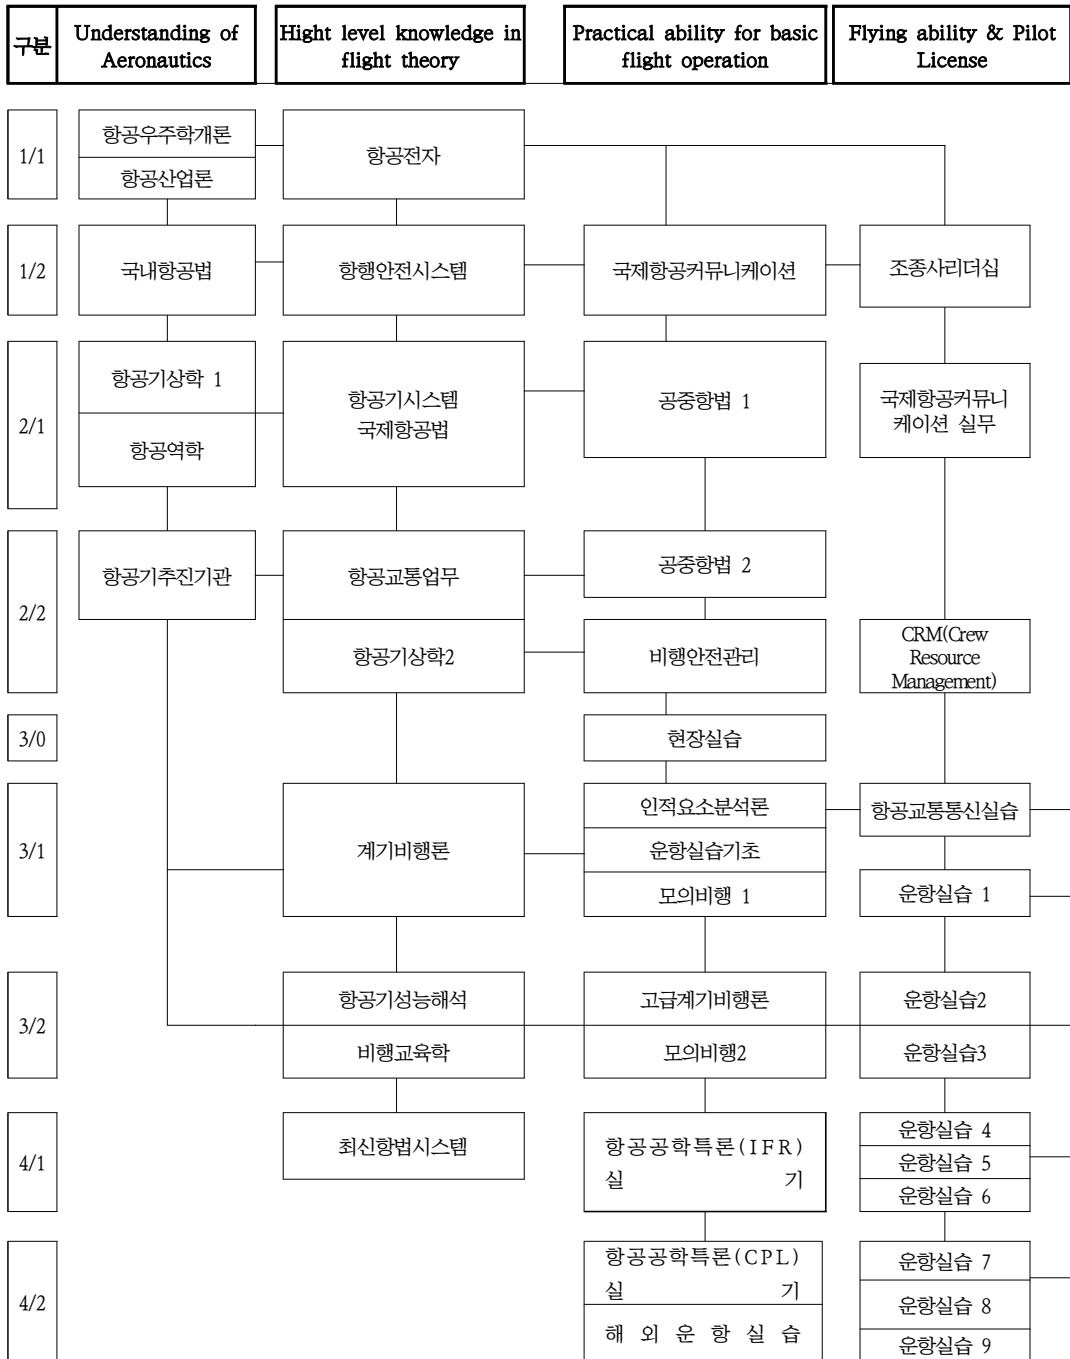 구분
Understanding of
Aeronautics
Hight level knowledge in
flight theory
Practical ability for basic
flight operation
Flying ability & Pilot
License
1/1
항공우주학개론
항공산업론
항공전자
1/2
국내항공법
항행안전시스템
국제항공커뮤니케이션
조종사리더십
2/1
항공기상학 1
항공역학
항공기시스템
국제항공법
공중항법 1
국제항공커뮤니
케이션 실무
2/2
항공기추진기관
항공교통업무
항공기상학2
공중항법 2
비행안전관리
CRM(Crew
Resource
Management)
3/0
현장실습
3/1
계기비행론
인적요소분석론
운항실습기초
모의비행 1
항공교통통신실습
운항실습 1
3/2
항공기성능해석
비행교육학
고급계기비행론
모의비행2
운항실습2
운항실습3
4/1
최신항법시스템
항공공학특론(IFR)
실 기
운항실습 4
운항실습 5
운항실습 6
4/2
항공공학특론(CPL)
실 기
해 외 운 항 실 습
운항실습 7
운항실습 8
운항실습 9